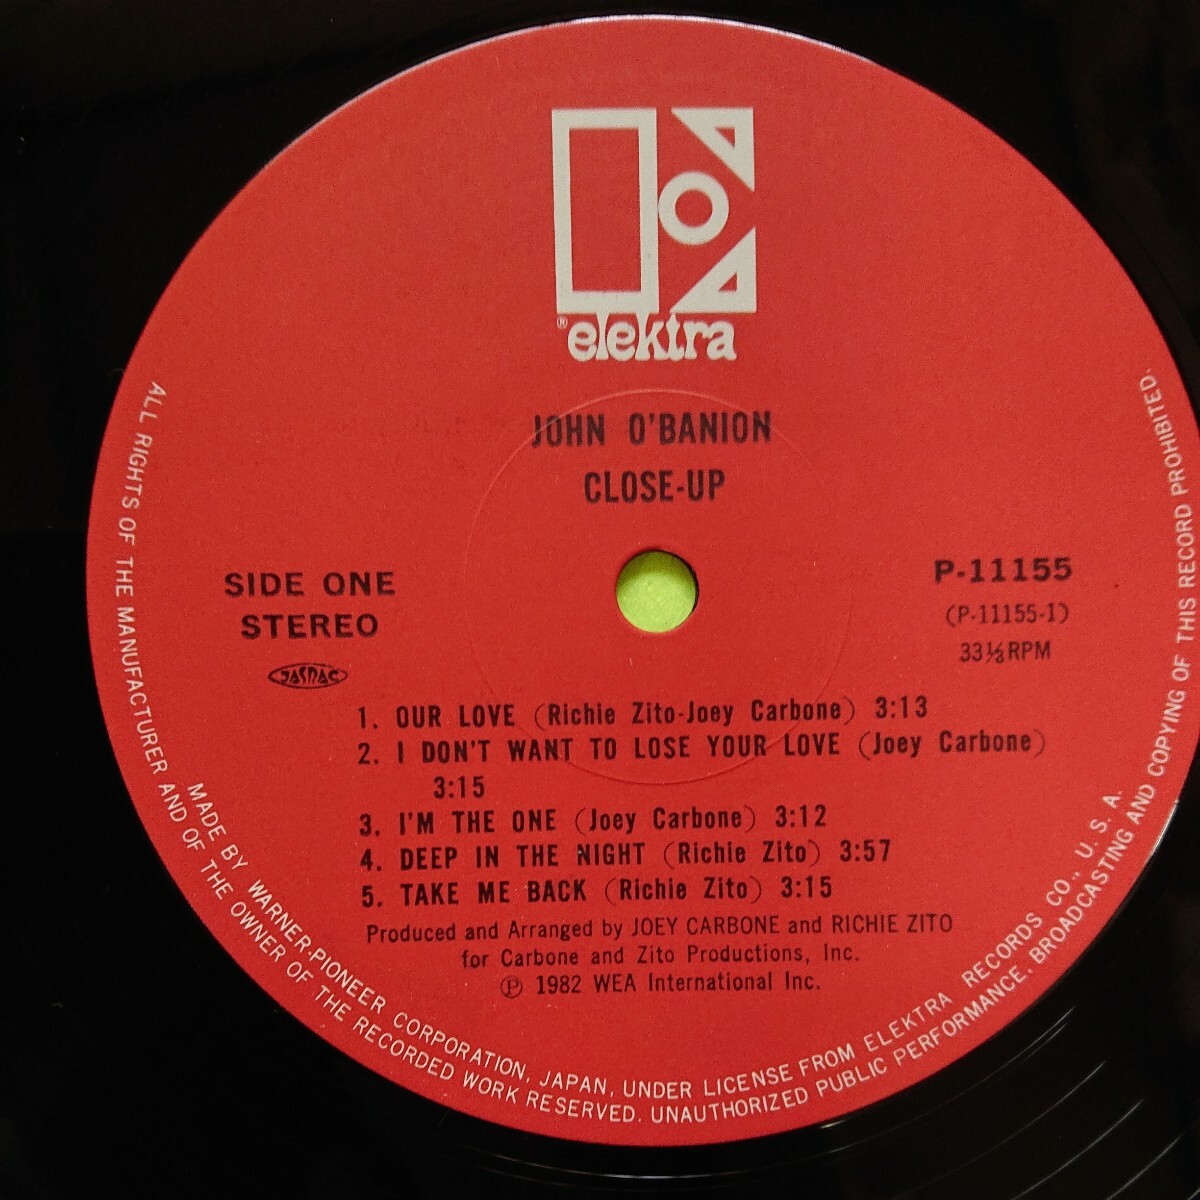 ® elektra
JOHN O'BANION
CLOSE-UP
SIDE ONE
STEREO
JASRAC
P-11155
(P-11155-1)
33⅓RPM
1. OUR LOVE (Richie Zito-Joey Carbone) 3:13
2. I DON'T WANT TO LOSE YOUR LOVE (Joey Carbone)
3:15
3. I'M THE ONE (Joey Carbone) 3:12
4. DEEP IN THE NIGHT (Richie Zito) 3:57
5. TAKE ME BACK (Richie Zito) 3:15
Produced and Arranged by JOEY CARBONE and RICHIE ZITO
for Carbone and Zito Productions, Inc.
℗ 1982 WEA International Inc.
MADE BY WARNER-PIONEER CORPORATION, JAPAN, UNDER LICENSE FROM ELEKTRA RECORDS CO., U. S. A.
ALL RIGHTS OF THE MANUFACTURER AND OF THE OWNER OF THE RECORDED WORK RESERVED. UNAUTHORIZED PUBLIC PERFORMANCE, BROADCASTING AND COPYING OF THIS RECORD PROHIBITED.